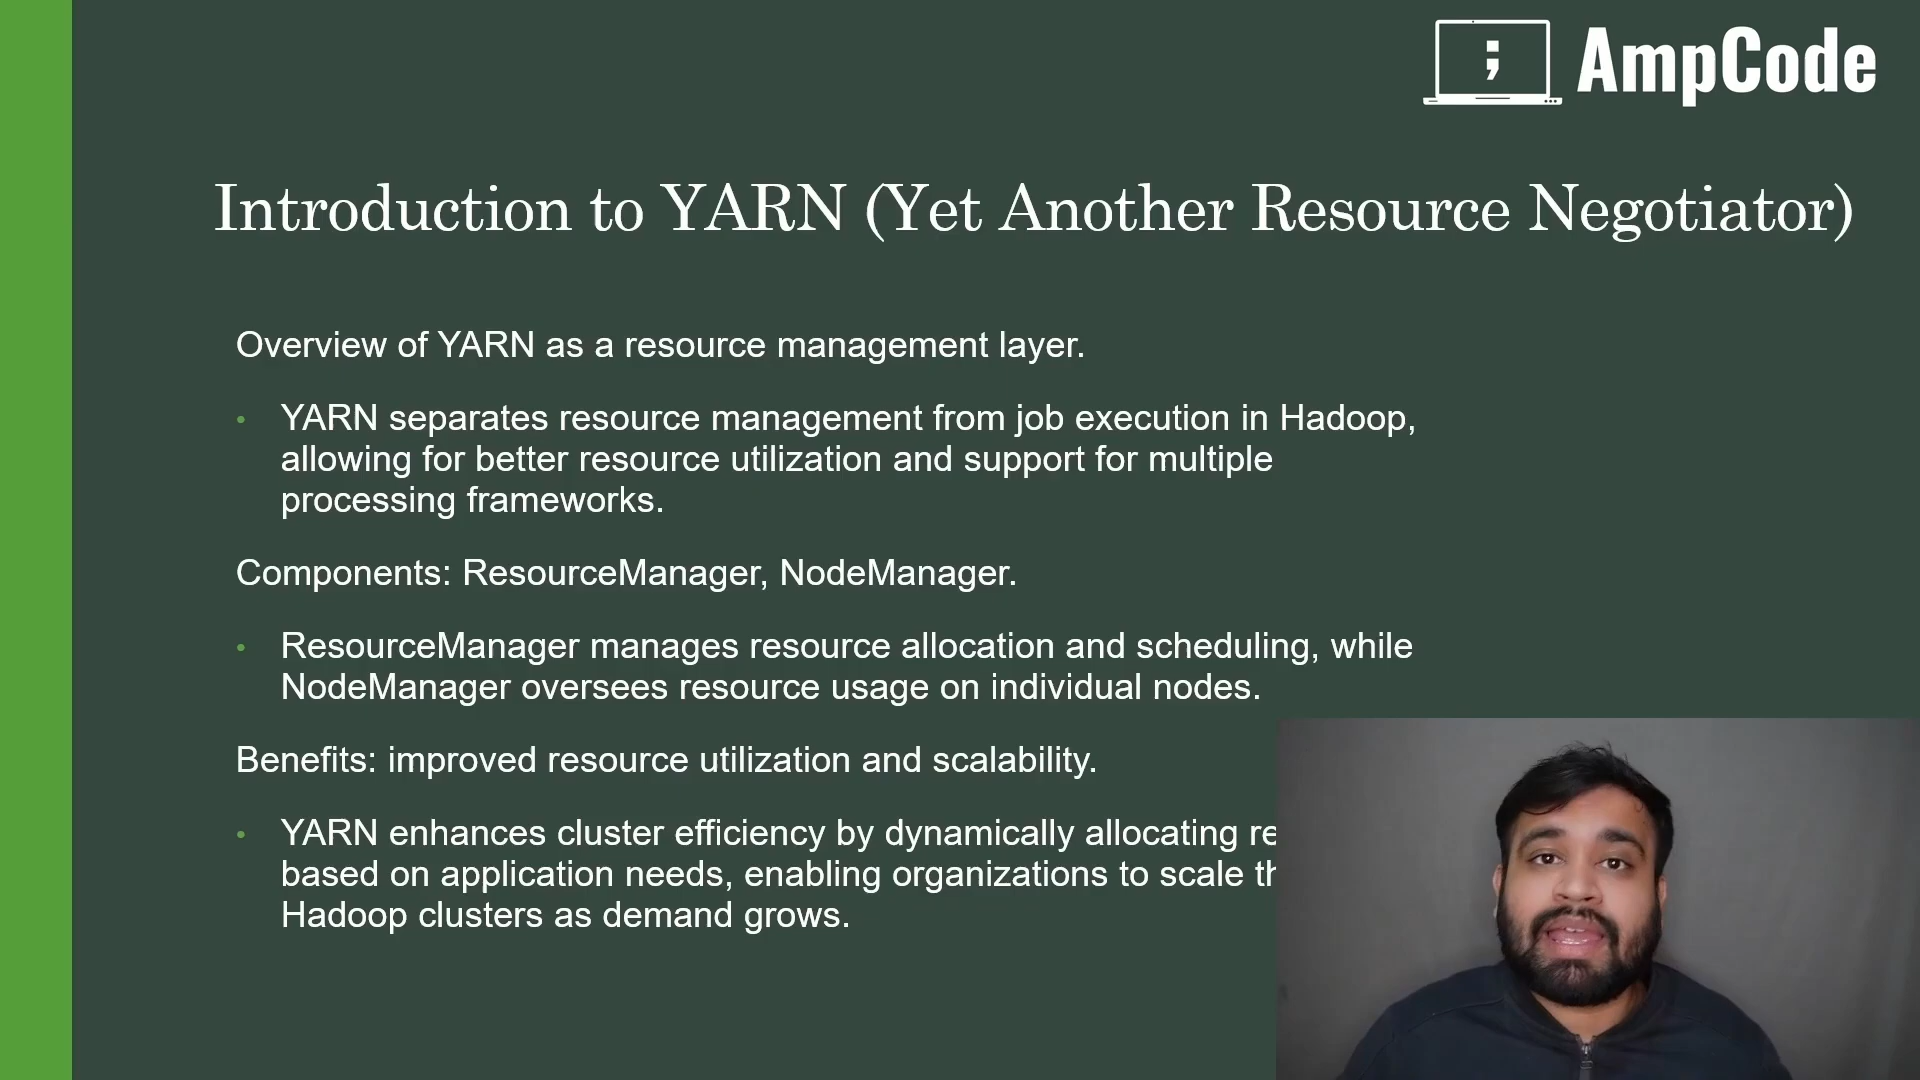 ; AmpCode
Introduction to YARN (Yet Another Resource Negotiator)
Overview of YARN as a resource management layer.
• YARN separates resource management from job execution in Hadoop,
allowing for better resource utilization and support for multiple
processing frameworks.
Components: ResourceManager, NodeManager.
• ResourceManager manages resource allocation and scheduling, while
NodeManager oversees resource usage on individual nodes.
Benefits: improved resource utilization and scalability.
• YARN enhances cluster efficiency by dynamically allocating
based on application needs, enabling organizations to scale
Hadoop clusters as demand grows.